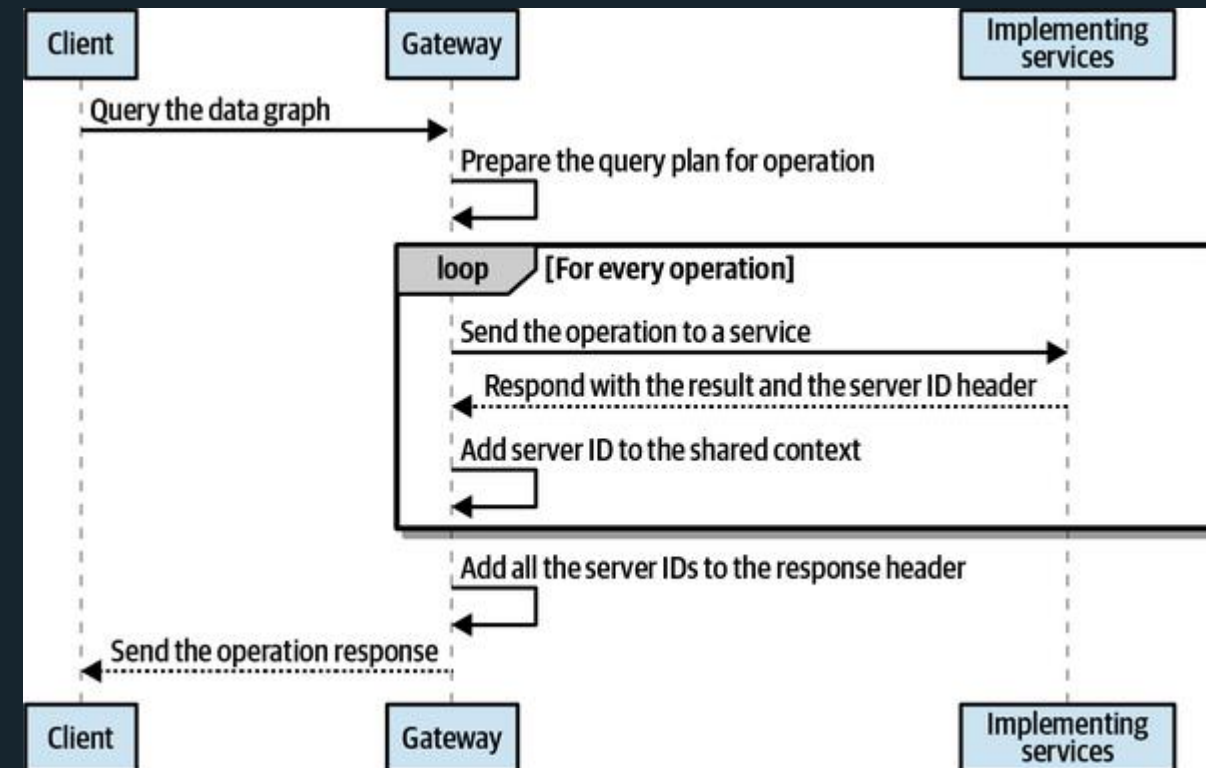 Client
Gateway
Implementing
services
Query the data graph
Prepare the query plan for operation
loop [For every operation]
Send the operation to a service
Respond with the result and the server ID header
Add server ID to the shared context
Add all the server IDs to the response header
Send the operation response
Client
Gateway
Implementing
services